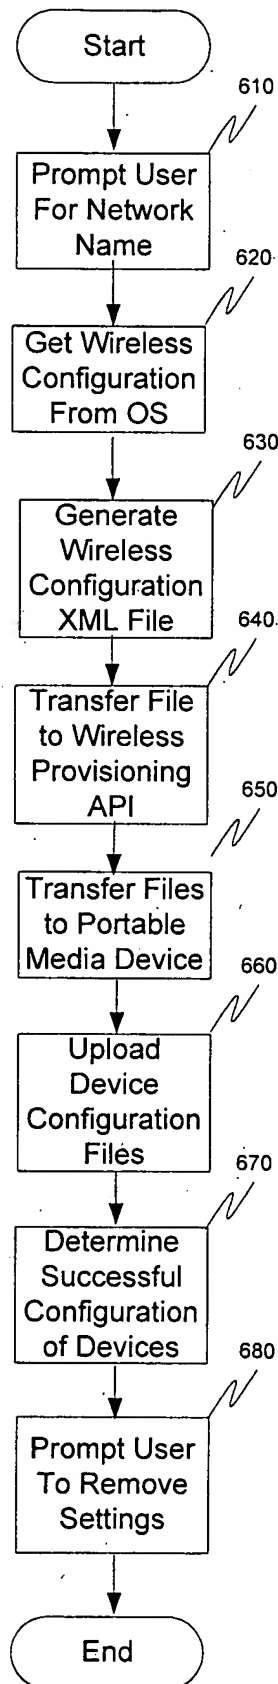 Start
610
Prompt User
For Network
Name
620
Get Wireless
Configuration
From OS
630
Generate
Wireless
Configuration
XML File
640
Transfer File
to Wireless
Provisioning
API
650
Transfer Files
to Portable
Media Device
660
Upload
Device
Configuration
Files
670
Determine
Successful
Configuration
of Devices
680
Prompt User
To Remove
Settings
End